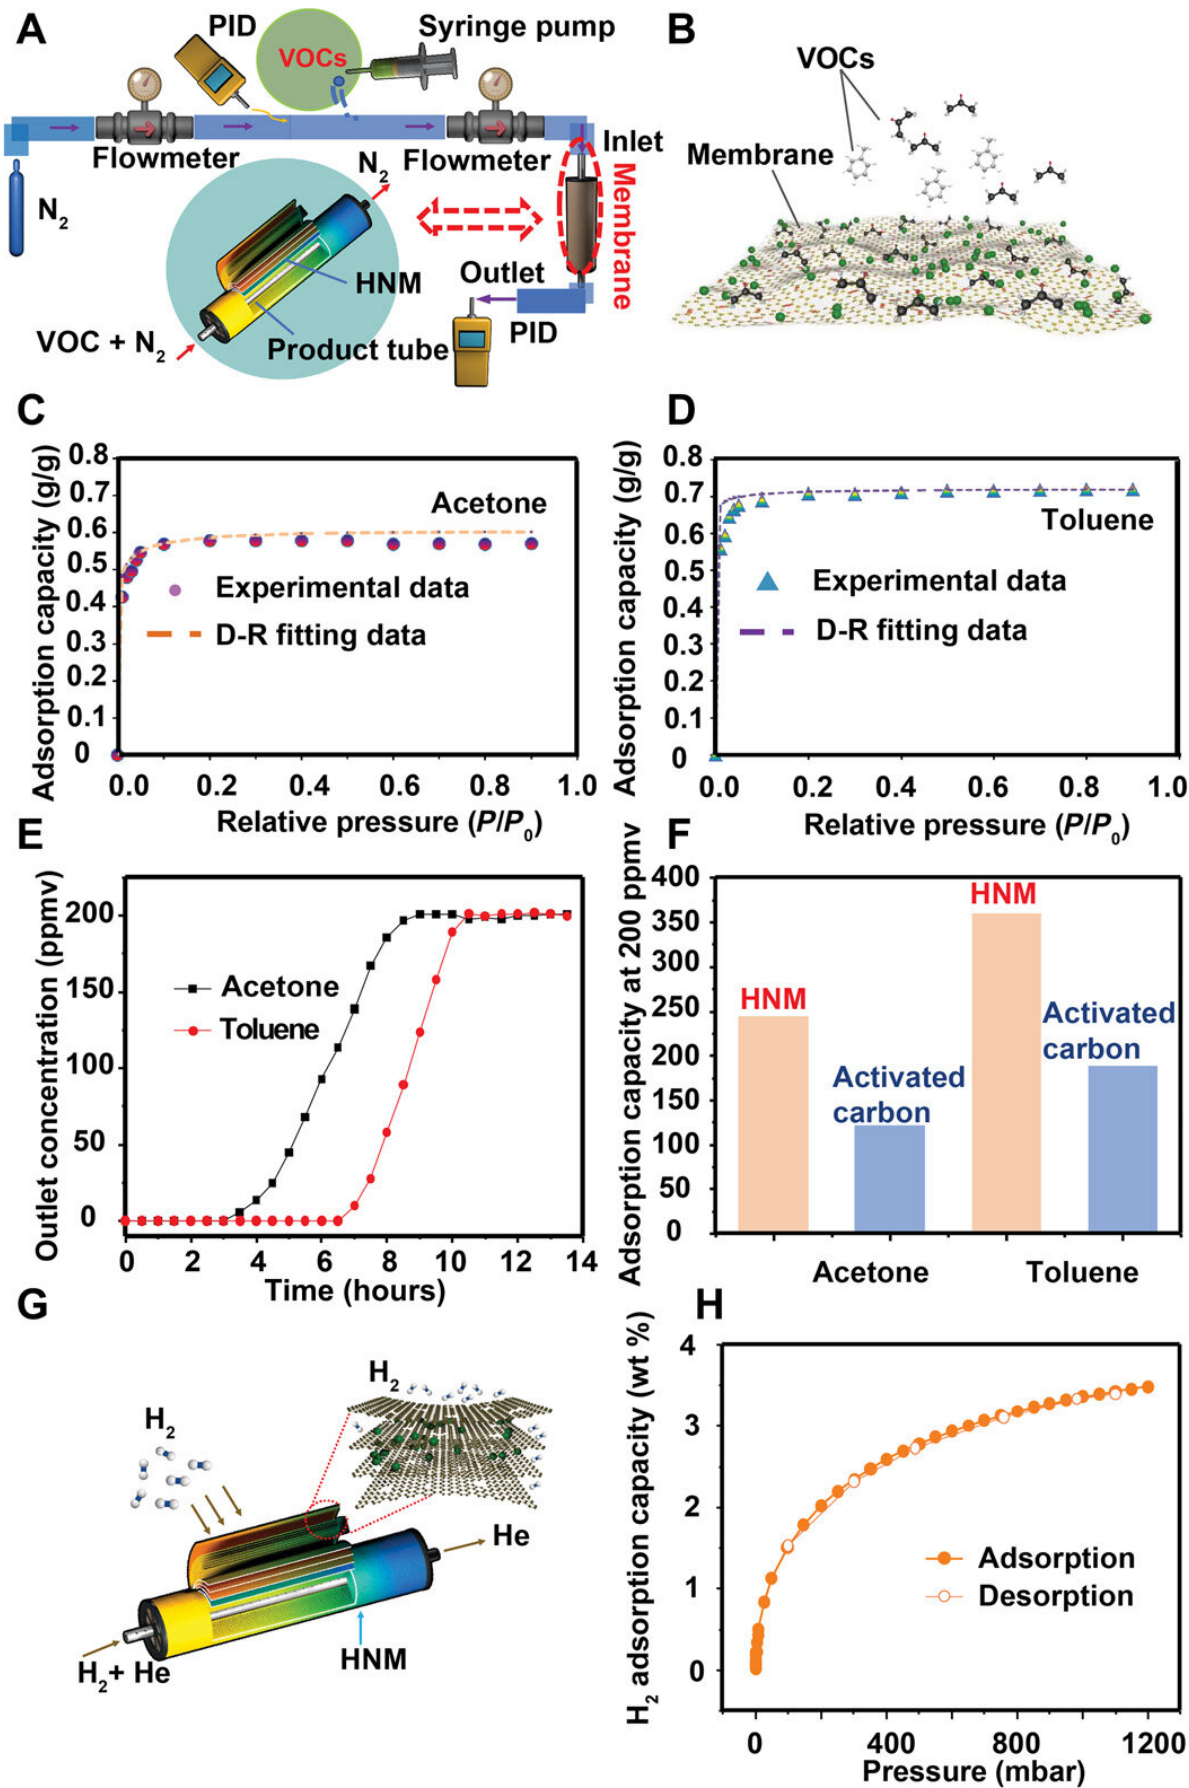 A
PID
VOCs
Syringe pump
Flowmeter
N2
Flowmeter
Inlet
N2
Membrane
HNM
Outlet
VOC + N2
Product tube
PID
B
VOCs
Membrane
C
Adsorption capacity (g/g)
0.8
0.7
0.6
0.5
0.4
0.3
0.2
0.1
0
Acetone
Experimental data
D-R fitting data
0.0 0.2 0.4 0.6 0.8 1.0
Relative pressure (P/P0)
D
Adsorption capacity (g/g)
0.8
0.7
0.6
0.5
0.4
0.3
0.2
0.1
0
Toluene
Experimental data
D-R fitting data
0.0 0.2 0.4 0.6 0.8 1.0
Relative pressure (P/P0)
E
Outlet concentration (ppmv)
200
150
100
50
0
Acetone
Toluene
0 2 4 6 8 10 12 14
Time (hours)
F
Adsorption capacity at 200 ppmv
400
350
300
250
200
150
100
50
0
HNM
Activated
carbon
HNM
Activated
carbon
Acetone Toluene
G
H2
H2
He
HNM
H2+ He
H
H2 adsorption capacity (wt %)
4
3
2
1
0
Adsorption
Desorption
0 400 800 1200
Pressure (mbar)